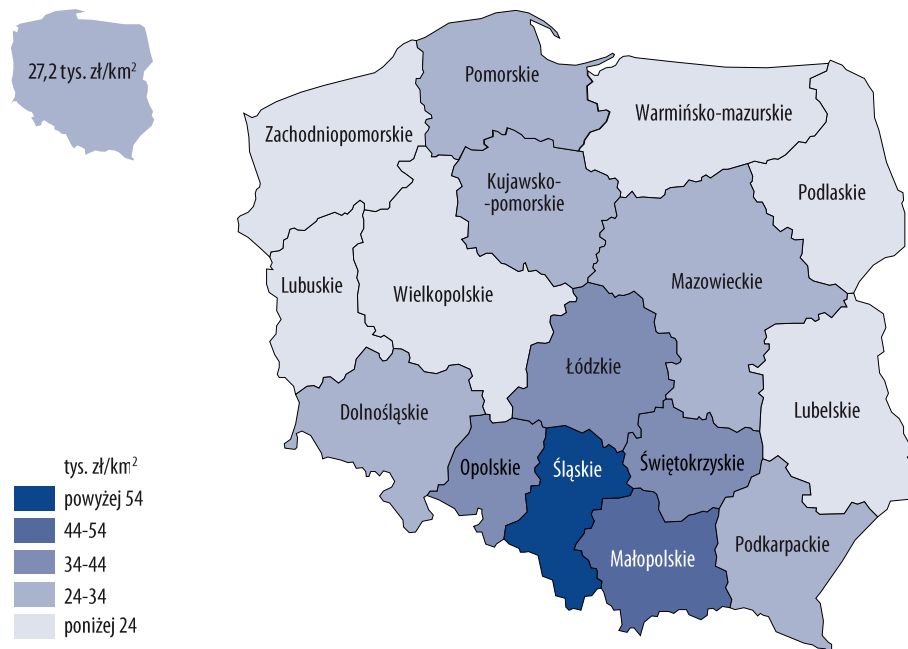 27,2 tys. zł/km²
Pomorskie
Zachodniopomorskie
Warmińsko-mazurskie
Podlaskie
Kujawsko-
-pomorskie
Lubuskie
Wielkopolskie
Mazowieckie
Łódzkie
Dolnośląskie
Lubelskie
Opolskie
Śląskie
Świętokrzyskie
Małopolskie
Podkarpackie
tys. zł/km²
powyżej 54
44-54
34-44
24-34
poniżej 24